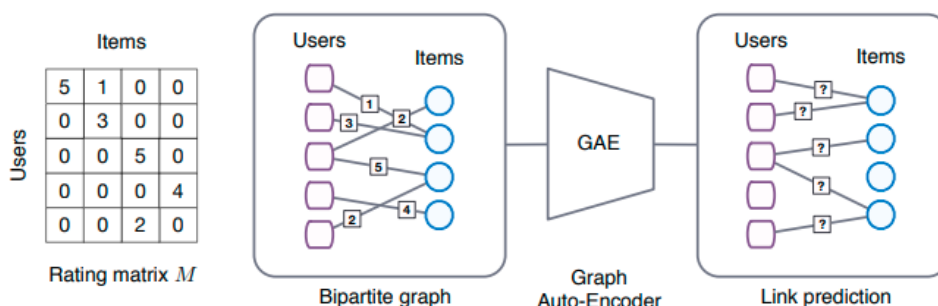 Items
Users
5 1 0 0
0 3 0 0
0 0 5 0
0 0 0 4
0 0 2 0
Rating matrix M
Users
Items
1
2
3
5
4
2
Bipartite graph
GAE
Graph
Auto-Encoder
Users
Items
?
?
?
?
?
Link prediction